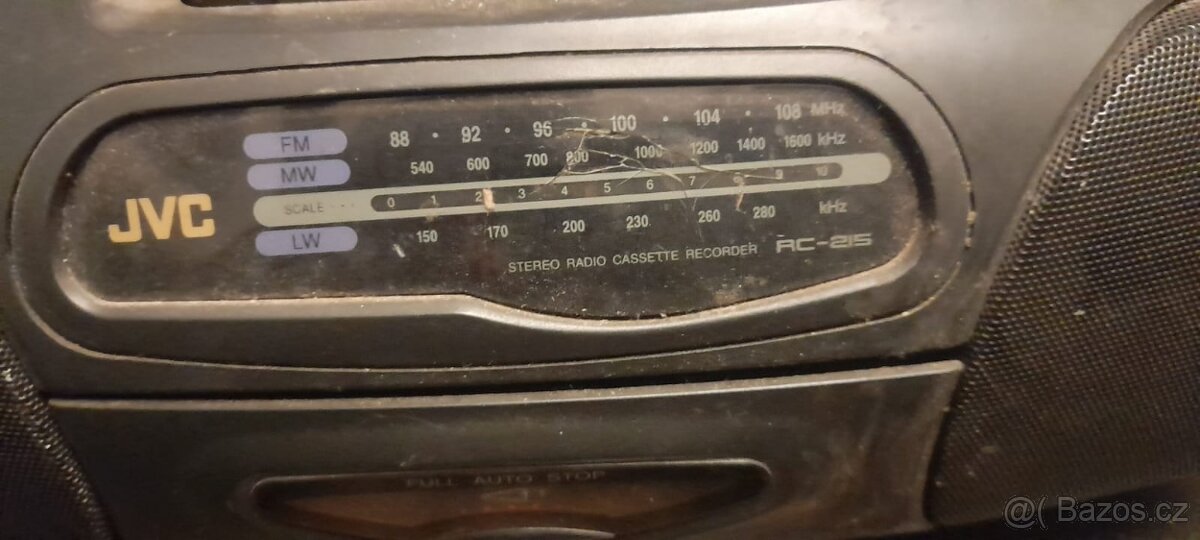 FM 88 · 92 · 96 · 100 · 104 · 108 MHz
MW 540 600 700 800 1000 1200 1400 1600 kHz
SCALE 0 1 2 3 4 5 6 7 8 9 10
JVC
LW 150 170 200 230 260 280 kHz
STEREO RADIO CASSETTE RECORDER RC-215
FULL AUTO STOP
@( Bazos.cz